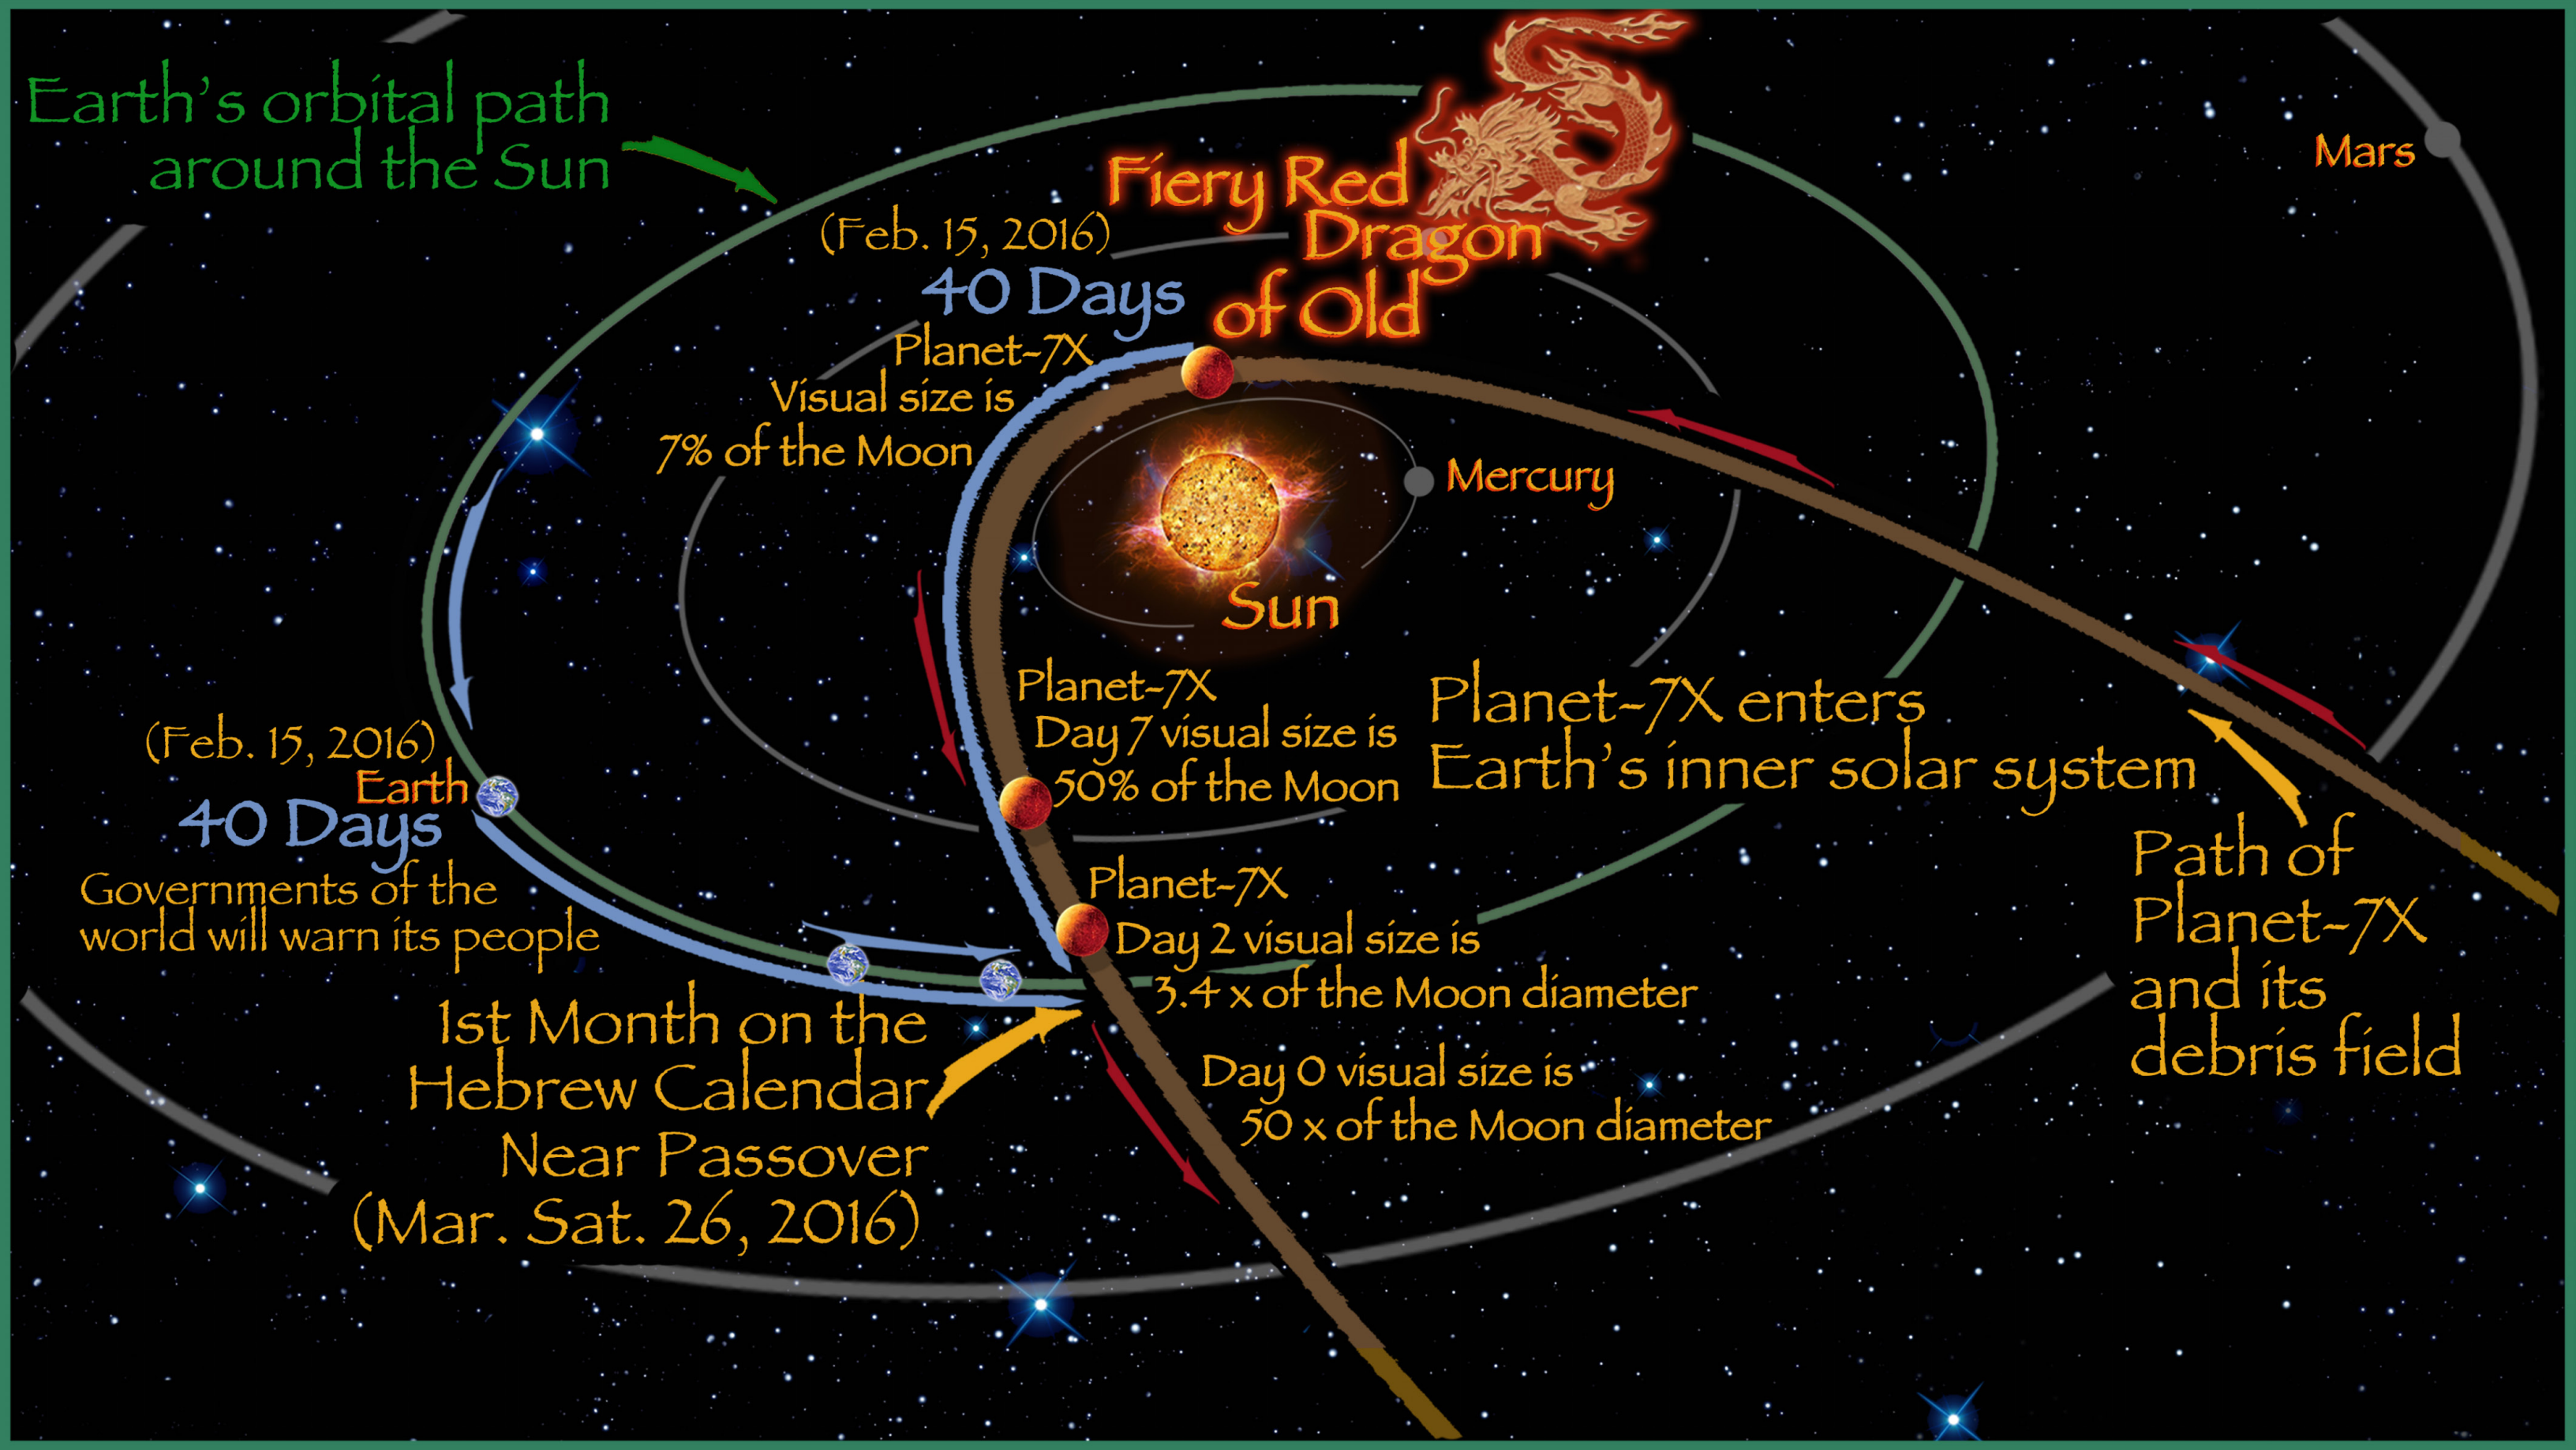 Earth's orbital path
around the Sun
Fiery Red
Dragon
of Old
Mars
(Feb. 15, 2016)
40 Days
Planet-7X
Visual size is
7% of the Moon
Mercury
Sun
Planet-7X
Day 7 visual size is
50% of the Moon
Planet-7X enters
Earth's inner solar system
(Feb. 15, 2016)
Earth
40 Days
Governments of the
world will warn its people
Path of
Planet-7X
and its
debris field
Planet-7X
Day 2 visual size is
3.4 x of the Moon diameter
1st Month on the
Hebrew Calendar
Near Passover
(Mar. Sat. 26, 2016)
Day 0 visual size is
50 x of the Moon diameter